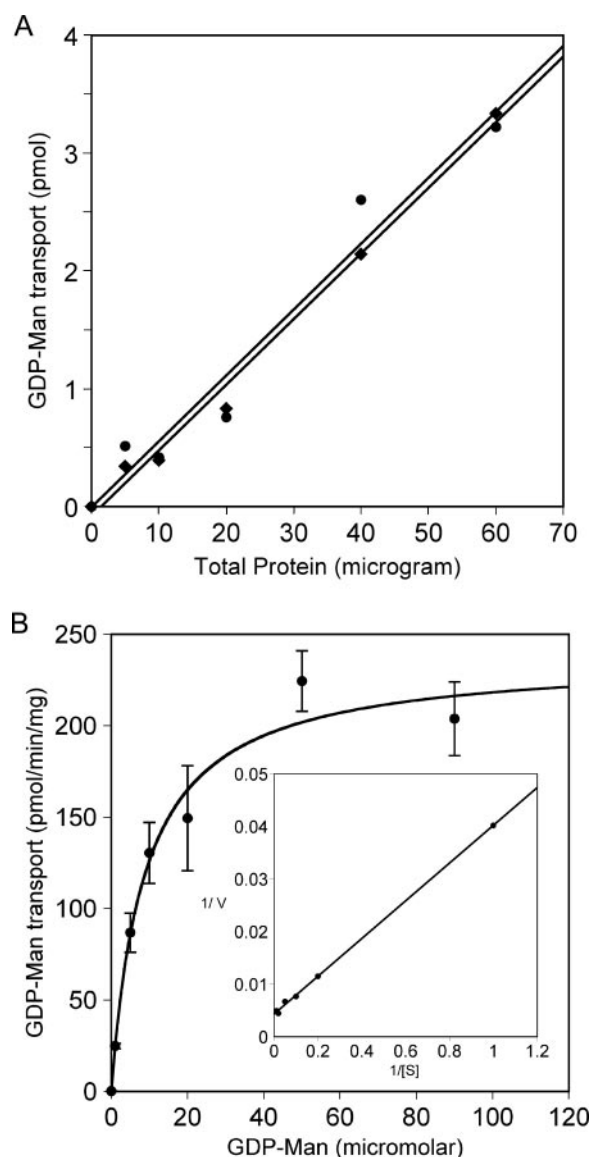 A
GDP-Man transport (pmol)
4
3
2
1
0
0 10 20 30 40 50 60 70
Total Protein (microgram)
B
GDP-Man transport (pmol/min/mg)
250
200
150
100
50
0
0 20 40 60 80 100 120
GDP-Man (micromolar)
1/ V
0.05
0.04
0.03
0.02
0.01
0
0 0.2 0.4 0.6 0.8 1 1.2
1/[S]